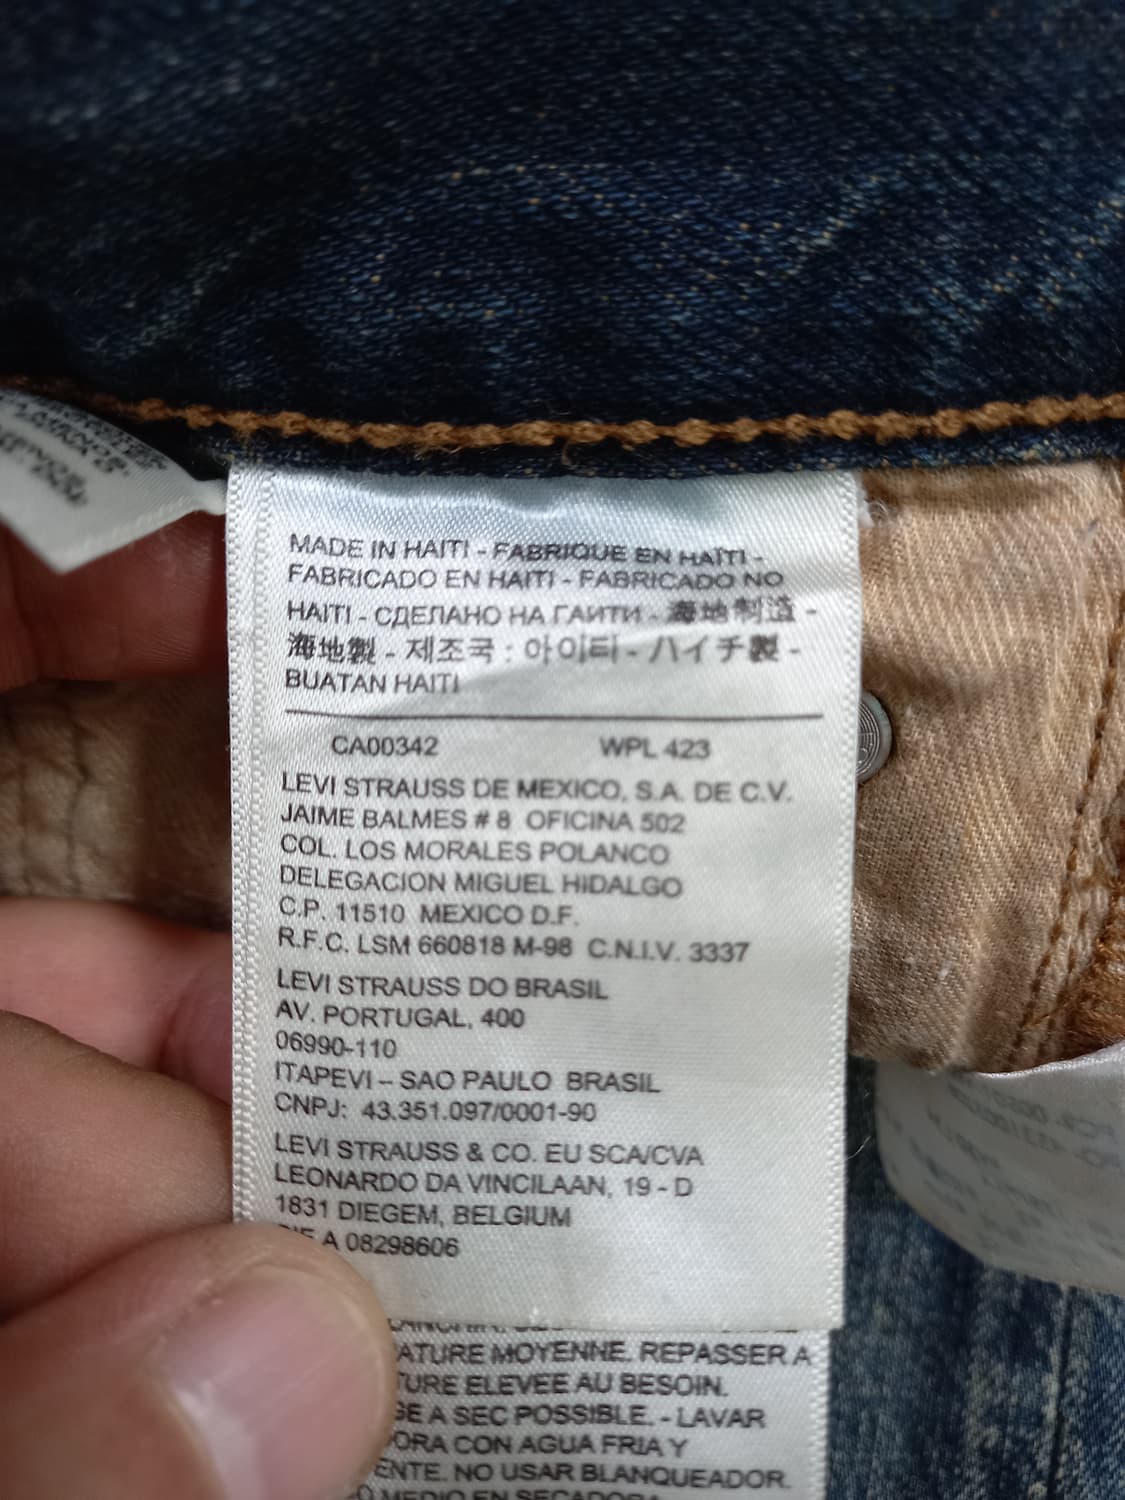 MADE IN HAITI - FABRIQUE EN HAÏTI -
FABRICADO EN HAITI - FABRICADO NO
HAITI - СДЕЛАНО НА ГАИТИ - 海地制造 -
海地製 - 제조국 : 아이티 - ハイチ製 -
BUATAN HAITI
CA00342 WPL 423
LEVI STRAUSS DE MEXICO, S.A. DE C.V.
JAIME BALMES # 8 OFICINA 502
COL. LOS MORALES POLANCO
DELEGACION MIGUEL HIDALGO
C.P. 11510 MEXICO D.F.
R.F.C. LSM 660818 M-98 C.N.I.V. 3337
LEVI STRAUSS DO BRASIL
AV. PORTUGAL, 400
06990-110
ITAPEVI – SAO PAULO BRASIL
CNPJ: 43.351.097/0001-90
LEVI STRAUSS & CO. EU SCA/CVA
LEONARDO DA VINCILAAN, 19 - D
1831 DIEGEM, BELGIUM
A 08298606
MOYENNE. REPASSER A
ELEVEE AU BESOIN.
A SEC POSSIBLE. - LAVAR
CON AGUA FRIA Y
NO USAR BLANQUEADOR.
MEDIO EN SECADORA